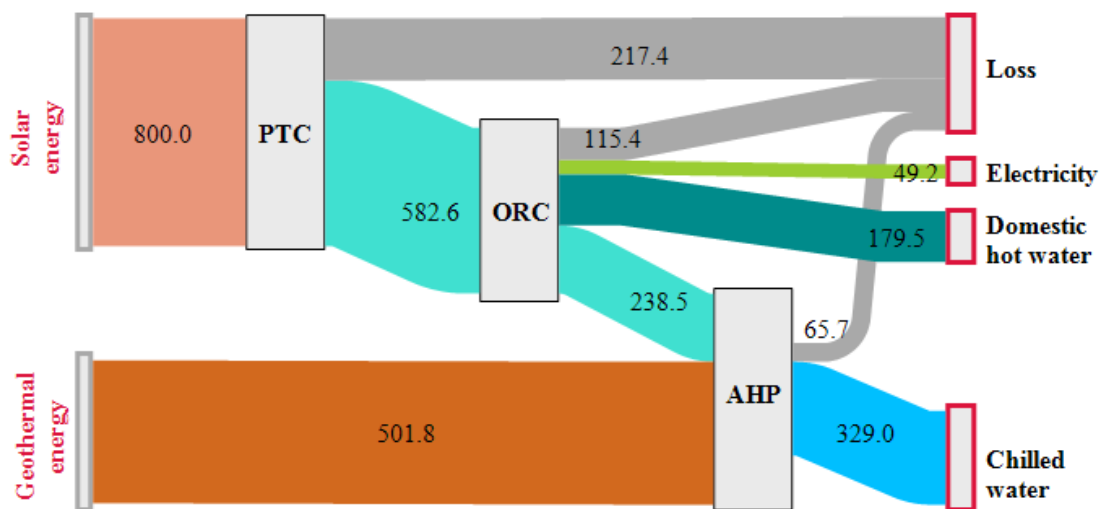 Solar
energy
800.0
PTC
217.4
Loss
582.6
ORC
115.4
49.2
Electricity
179.5
Domestic
hot water
238.5
65.7
Geothermal
energy
501.8
AHP
329.0
Chilled
water